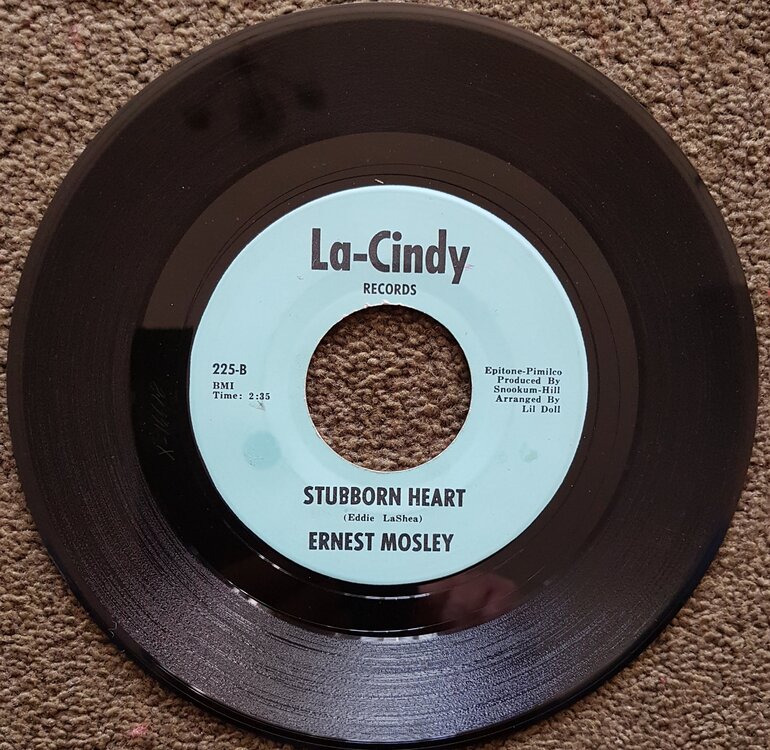 La-Cindy
RECORDS
225-B
BMI
Time: 2:35
Epitone-Pimilco
Produced By
Snookum-Hill
Arranged By
Lil Doll
STUBBORN HEART
(Eddie LaShea)
ERNEST MOSLEY